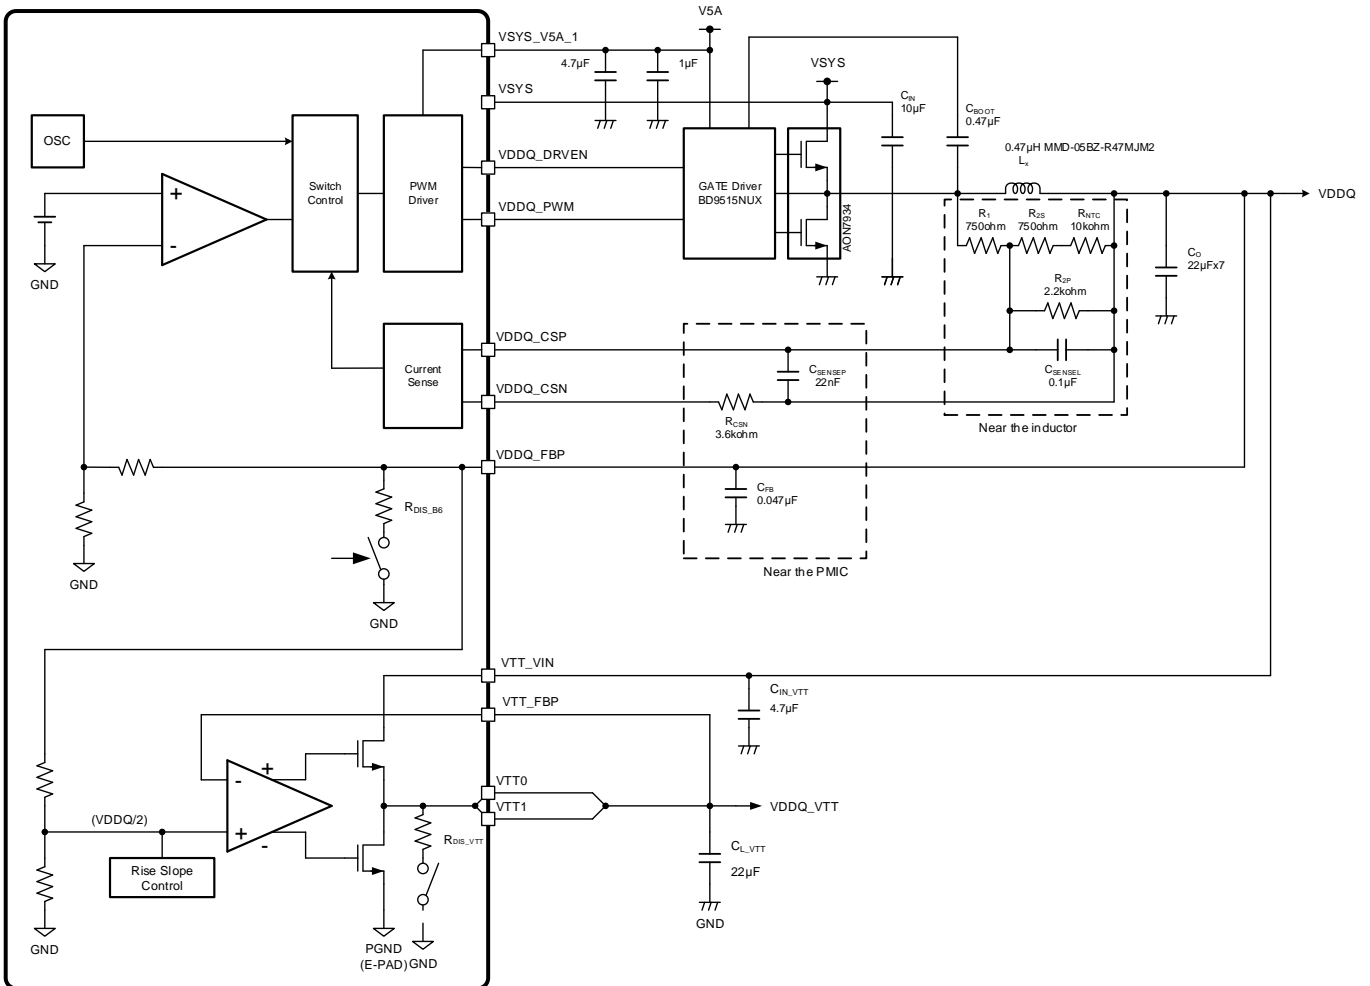 V5A
VSYS_V5A_1
4.7µF
1µF
VSYS
VSYS
CIN
10µF
CBOOT
0.47µF
OSC
0.47µH MMD-05BZ-R47MJM2
Lx
VDDQ_DRVEN
Switch
Control
PWM
Driver
GATE Driver
BD9515NUX
AON7934
VDDQ
VDDQ_PWM
R1
750ohm
R2S
750ohm
RNTC
10kohm
+
-
GND
CO
22µFx7
R2P
2.2kohm
VDDQ_CSP
Current
Sense
CSENSEP
22nF
CSENSEL
0.1µF
VDDQ_CSN
RCSN
3.6kohm
Near the inductor
VDDQ_FBP
CFB
0.047µF
RDIS_B6
Near the PMIC
GND
GND
VTT_VIN
CIN_VTT
4.7µF
VTT_FBP
+
-
VTT0
VTT1
VDDQ_VTT
(VDDQ/2)
+
-
RDIS_VTT
CL_VTT
22µF
Rise Slope
Control
GND
GND
PGND
(E-PAD)
GND